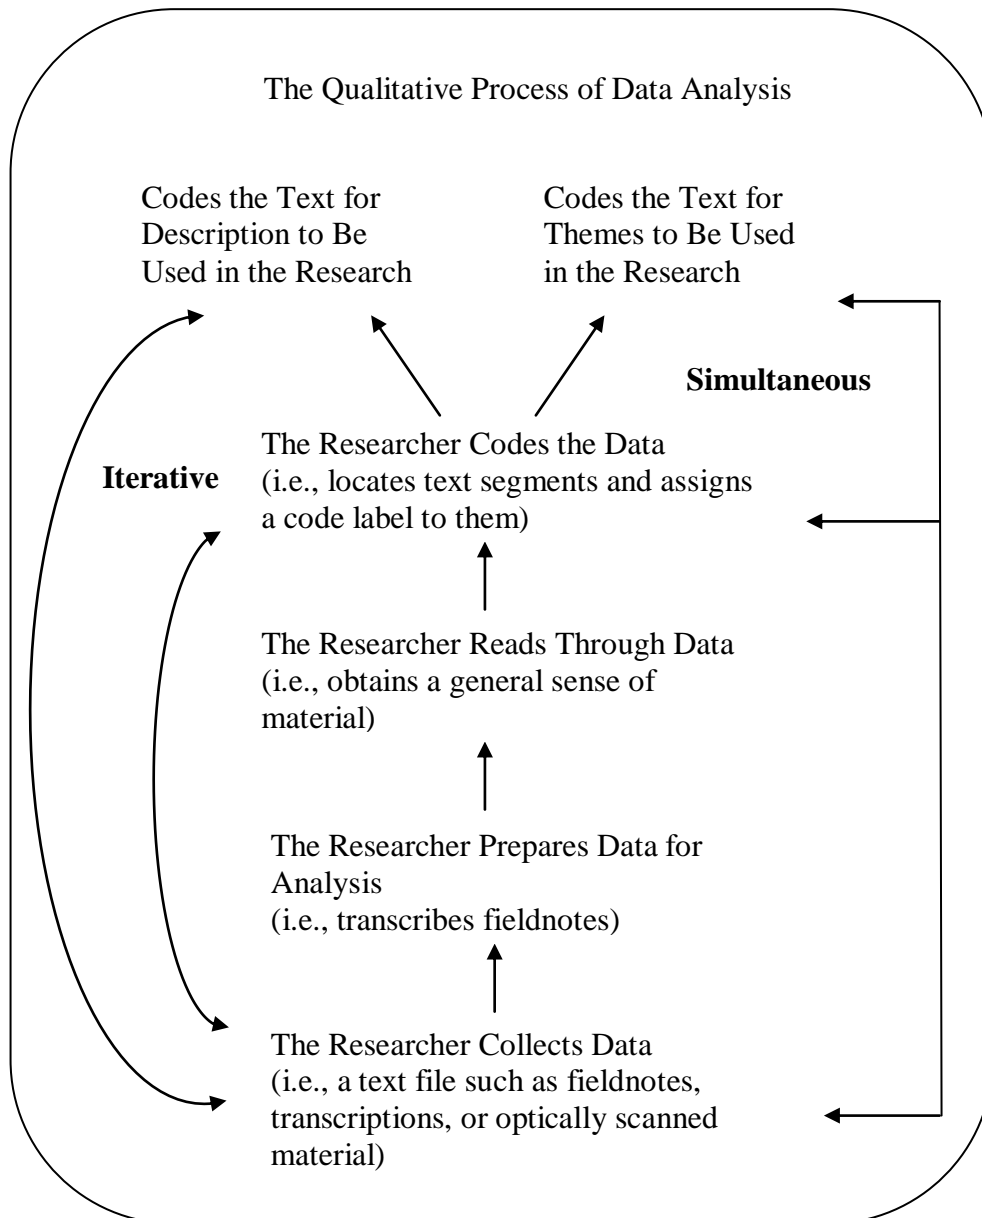 The Qualitative Process of Data Analysis
Codes the Text for
Description to Be
Used in the Research
Codes the Text for
Themes to Be Used
in the Research
Simultaneous
The Researcher Codes the Data
(i.e., locates text segments and assigns
a code label to them)
Iterative
The Researcher Reads Through Data
(i.e., obtains a general sense of
material)
The Researcher Prepares Data for
Analysis
(i.e., transcribes fieldnotes)
The Researcher Collects Data
(i.e., a text file such as fieldnotes,
transcriptions, or optically scanned
material)